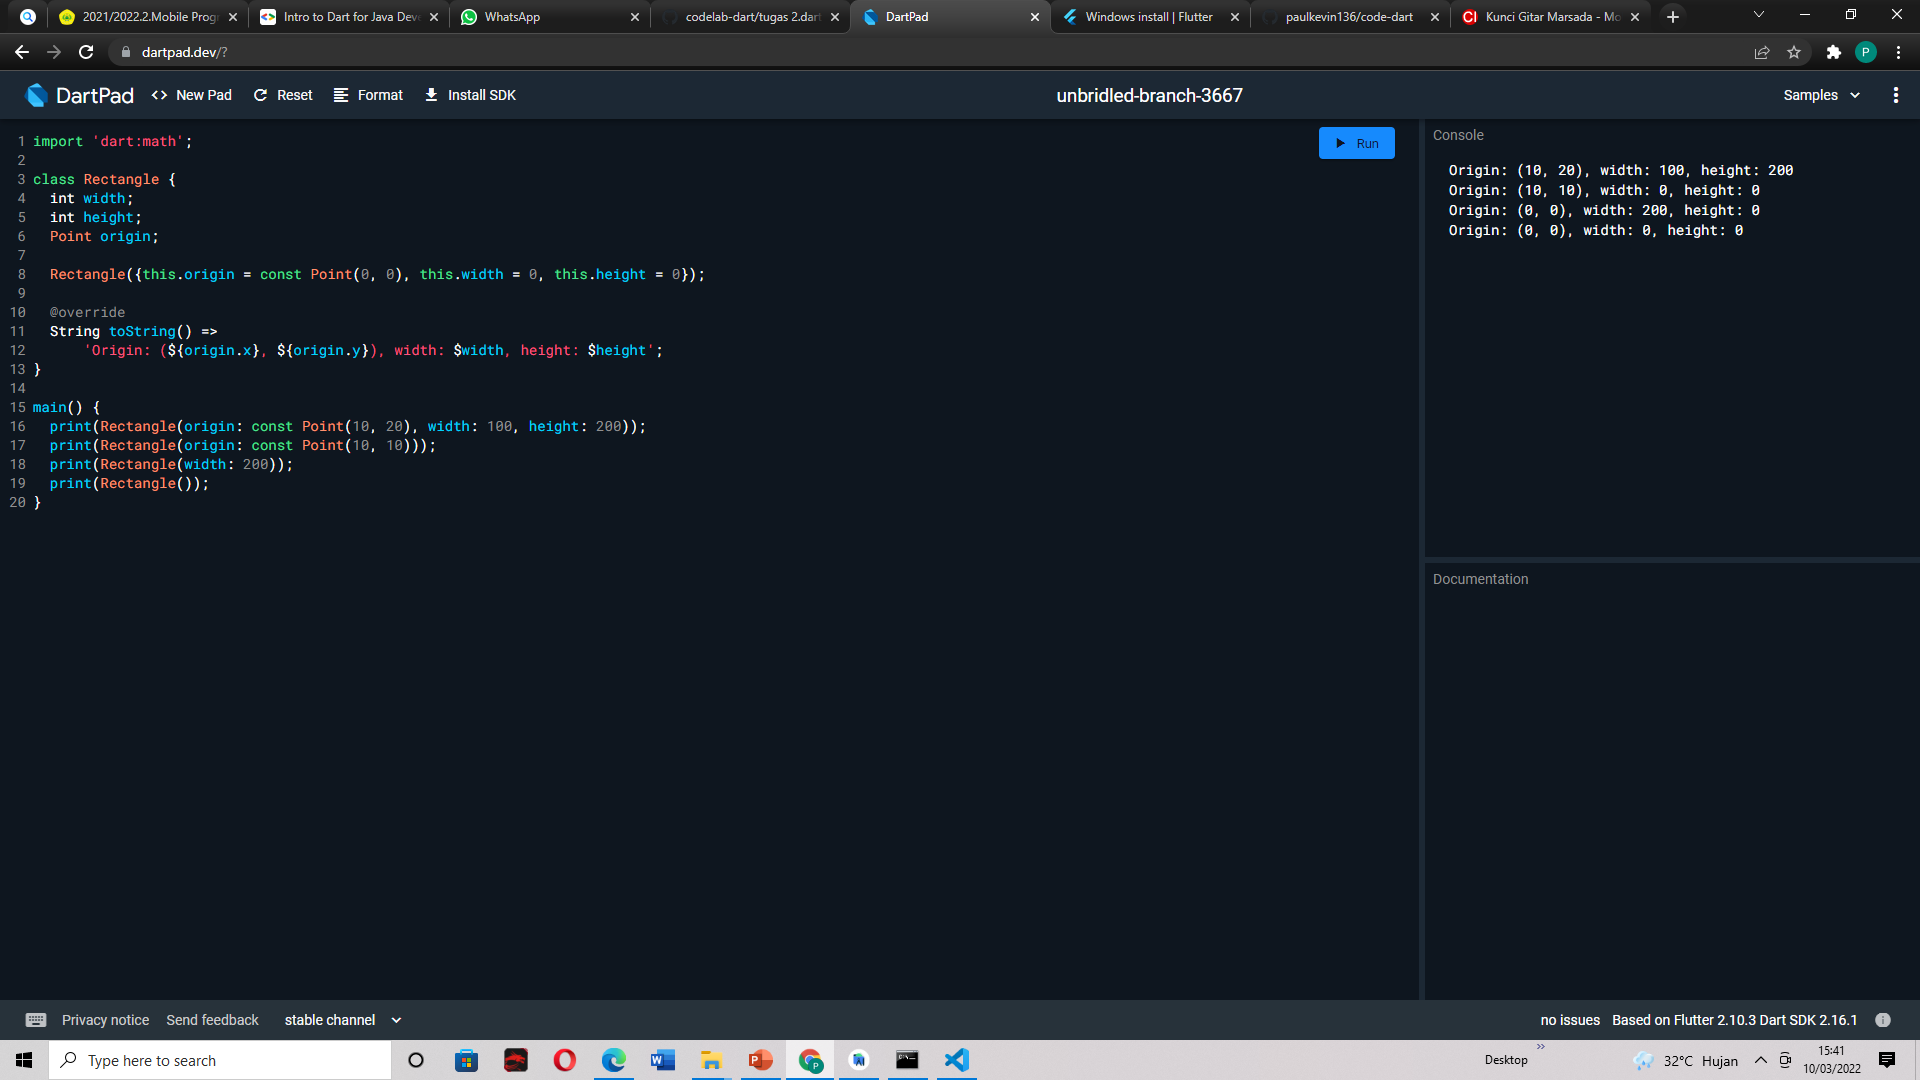 2021/2022.2.Mobile Prog
Intro to Dart for Java Deve
WhatsApp
codelab-dart/tugas 2.dart
DartPad
Windows install | Flutter
paulkevin136/code-dart
Kunci Gitar Marsada - Mo
dartpad.dev/?
P
DartPad
New Pad
Reset
Format
Install SDK
unbridled-branch-3667
Samples
1 import 'dart:math';
2
3 class Rectangle {
4   int width;
5   int height;
6   Point origin;
7
8   Rectangle({this.origin = const Point(0, 0), this.width = 0, this.height = 0});
9
10   @override
11   String toString() =>
12       'Origin: (${origin.x}, ${origin.y}), width: $width, height: $height';
13 }
14
15 main() {
16   print(Rectangle(origin: const Point(10, 20), width: 100, height: 200));
17   print(Rectangle(origin: const Point(10, 10)));
18   print(Rectangle(width: 200));
19   print(Rectangle());
20 }
Run
Console
Origin: (10, 20), width: 100, height: 200
Origin: (10, 10), width: 0, height: 0
Origin: (0, 0), width: 200, height: 0
Origin: (0, 0), width: 0, height: 0
Documentation
Privacy notice
Send feedback
stable channel
no issues
Based on Flutter 2.10.3 Dart SDK 2.16.1
Type here to search
Desktop
32°C Hujan
15:41
10/03/2022